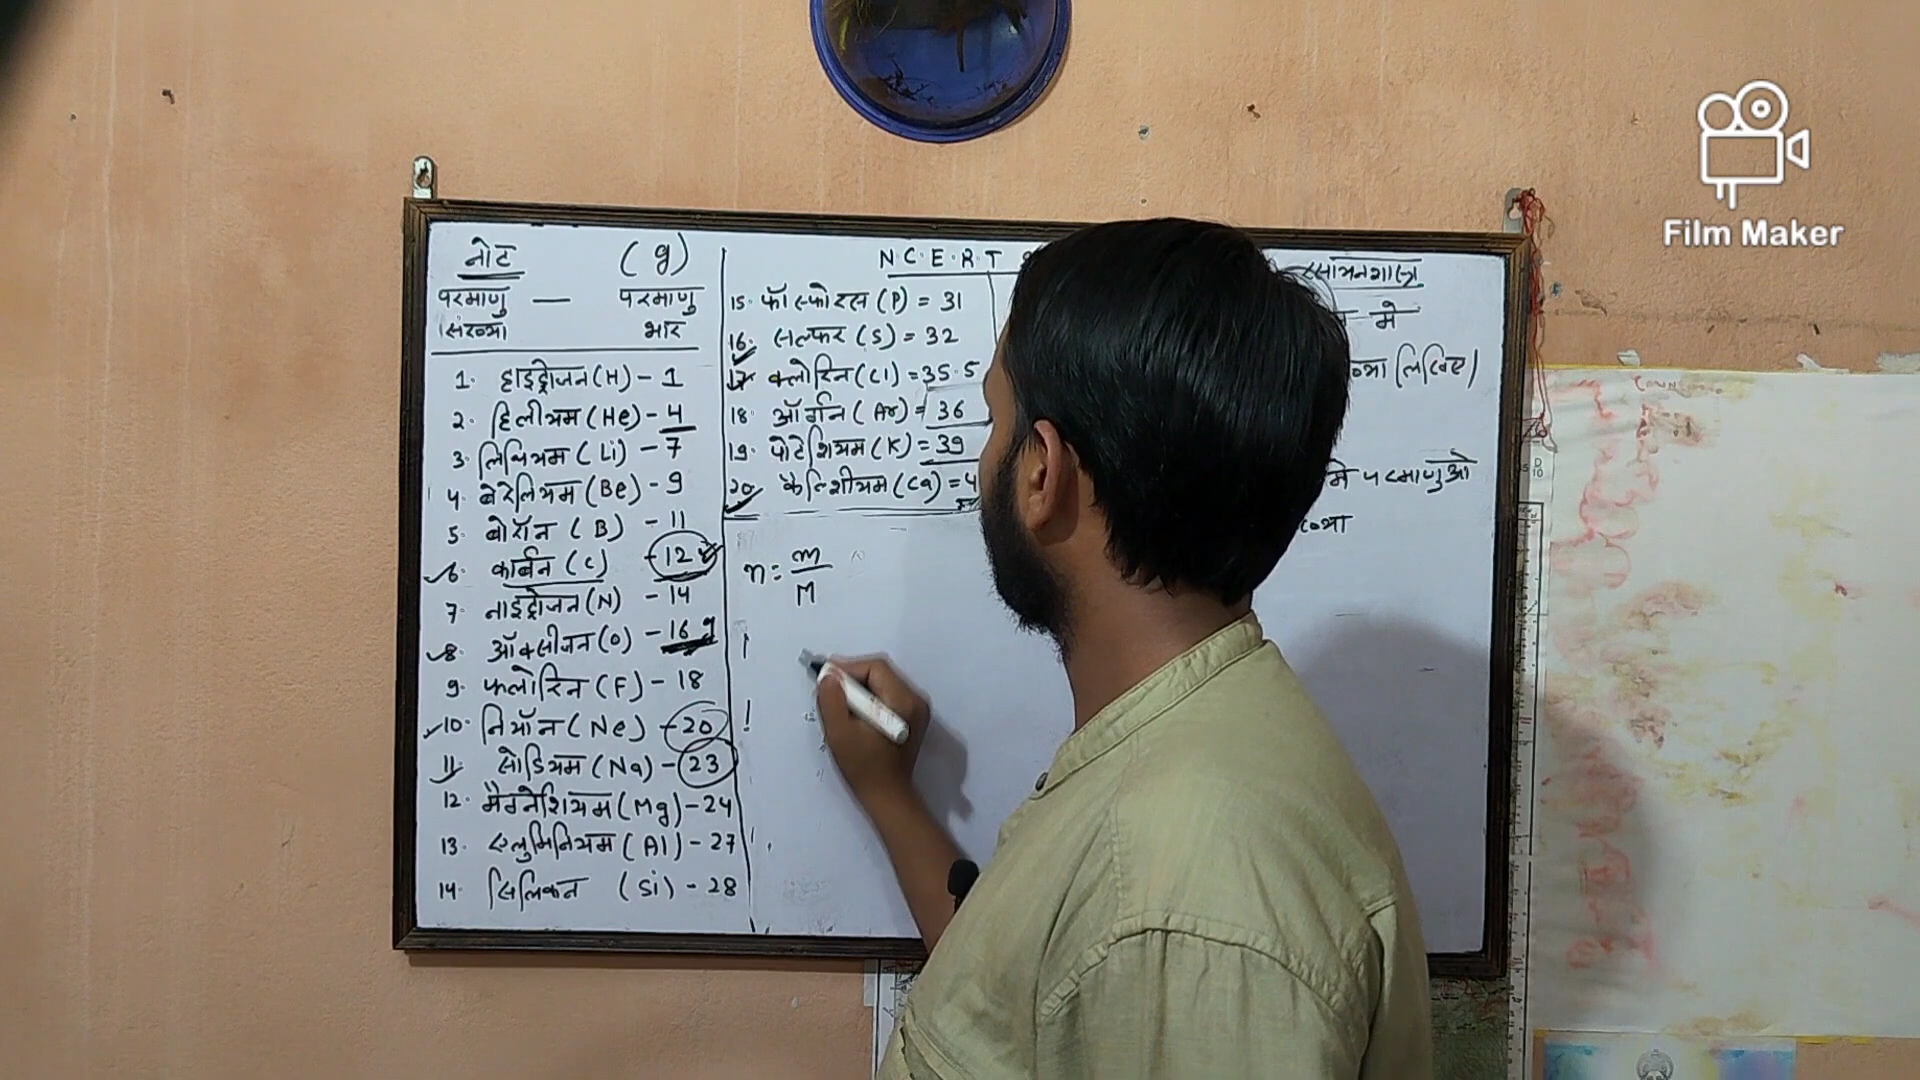 नोट (g)
परमाणु — परमाणु
संख्या भार
1. हाइड्रोजन (H) - 1
2. हिलीयम (He) - 4
3. लिथियम (Li) - 7
4. बेरेलियम (Be) - 9
5. बोरॉन (B) - 11
6. कार्बन (C) - 12
7. नाइट्रोजन (N) - 14
8. ऑक्सीजन (O) - 16 g
9. फ्लोरिन (F) - 18
10. नियॉन (Ne) - 20
11. सोडियम (Na) - 23
12. मैग्नेशियम (Mg) - 24
13. एलुमिनियम (Al) - 27
14. सिलिकन (Si) - 28
N.C.E.R.T
रसायनशास्त्र
15. फॉस्फोरस (P) = 31
16. सल्फर (S) = 32
17. क्लोरिन (Cl) = 35.5
18. ऑर्गन (Ar) = 36
19. पोटेशियम (K) = 39
20. कैल्शीयम (Ca) = 4
n = m/M
में
लिखिए।
में परमाणुओ
Film Maker